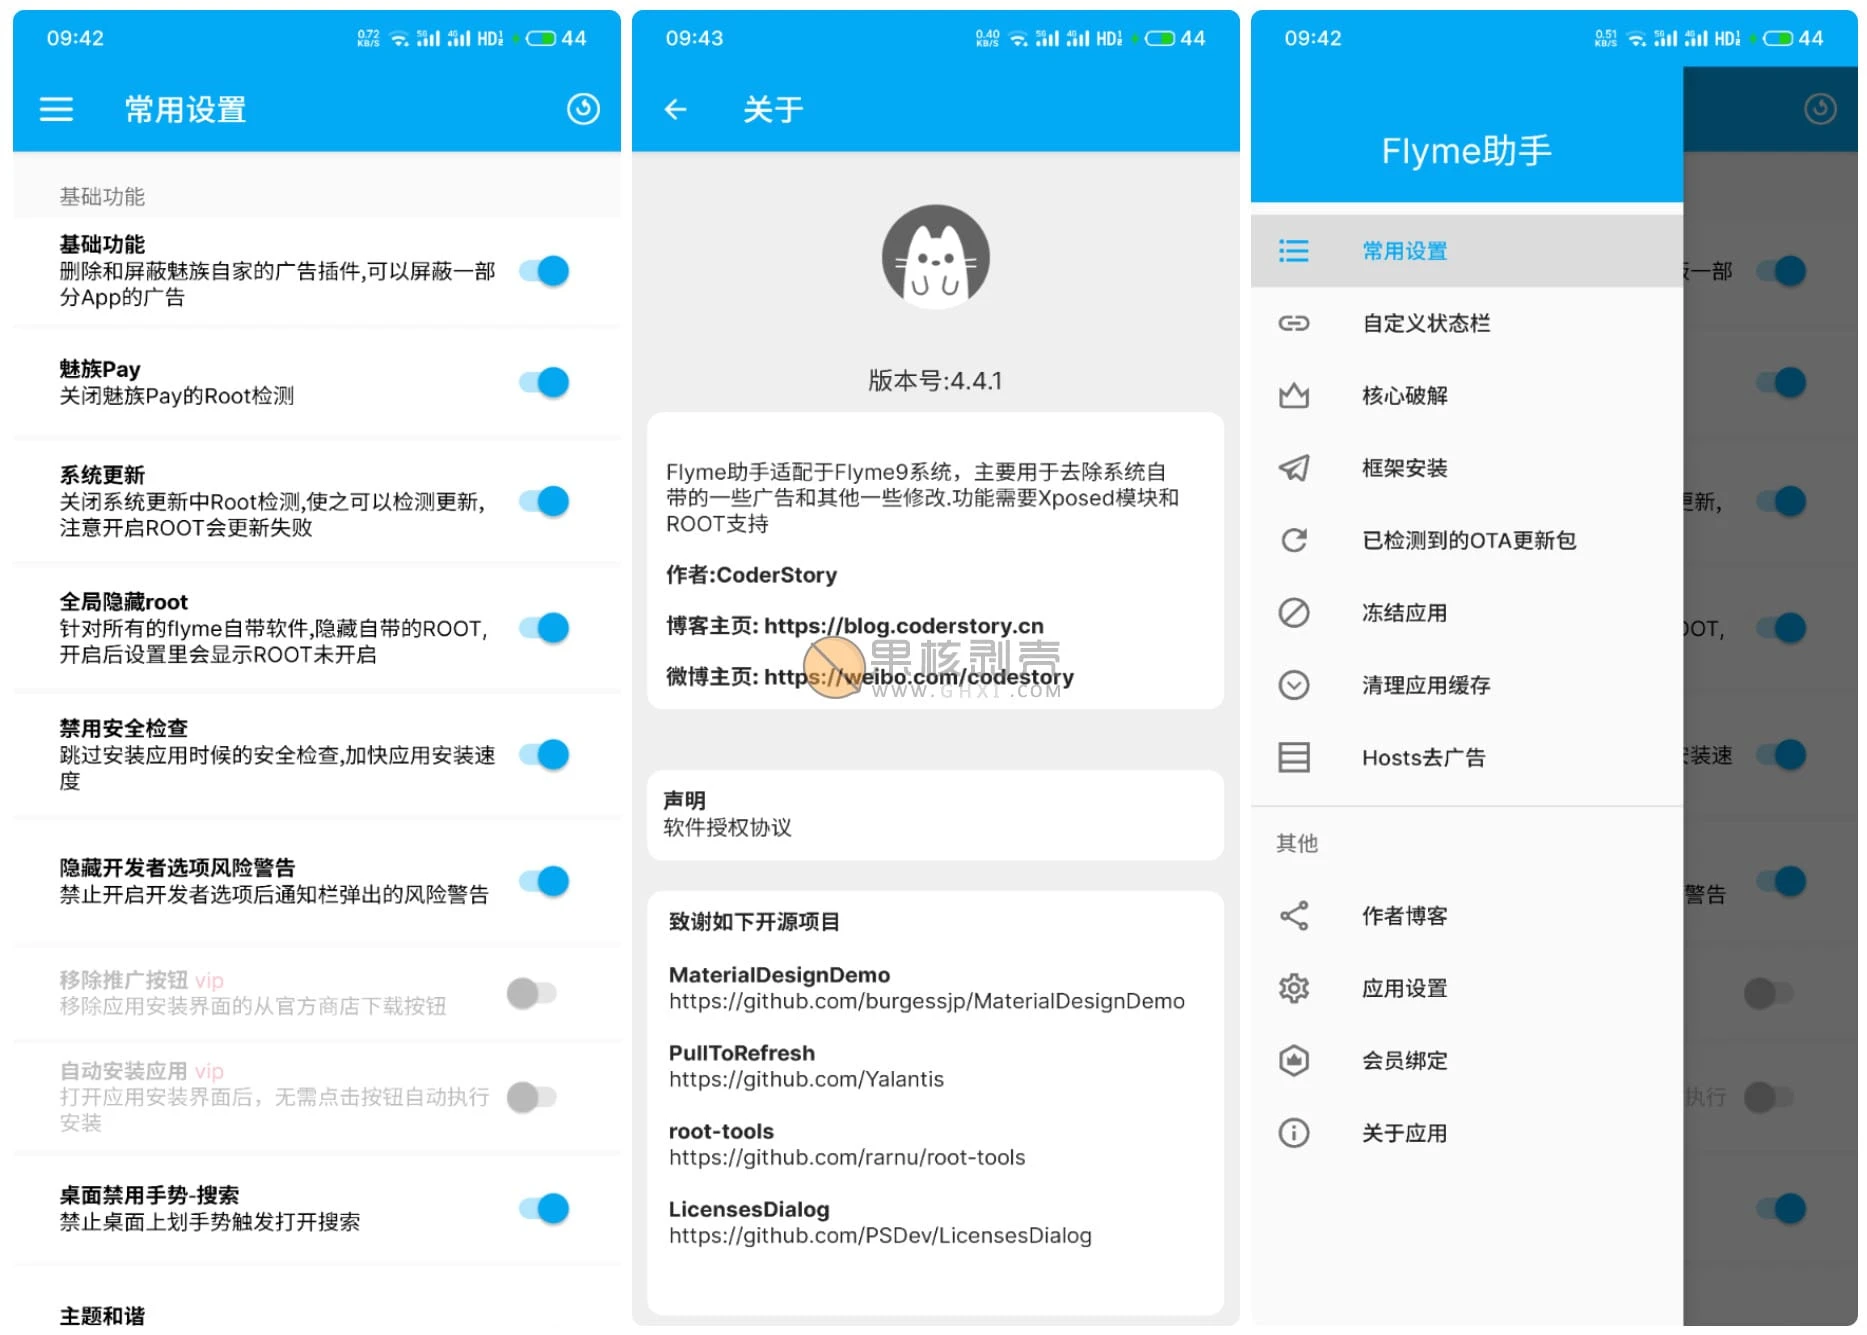 09:42
0.72
KB/S
5G
4G
HD
44
常用设置
基础功能
基础功能
删除和屏蔽魅族自家的广告插件,可以屏蔽一部
分App的广告
魅族Pay
关闭魅族Pay的Root检测
系统更新
关闭系统更新中Root检测,使之可以检测更新,
注意开启ROOT会更新失败
全局隐藏root
针对所有的flyme自带软件,隐藏自带的ROOT,
开启后设置里会显示ROOT未开启
禁用安全检查
跳过安装应用时候的安全检查,加快应用安装速
度
隐藏开发者选项风险警告
禁止开启开发者选项后通知栏弹出的风险警告
移除推广按钮 vip
移除应用安装界面的从官方商店下载按钮
自动安装应用 vip
打开应用安装界面后，无需点击按钮自动执行
安装
桌面禁用手势-搜索
禁止桌面上划手势触发打开搜索
主题和谐
09:43
0.40
KB/S
5G
4G
HD
44
关于
版本号:4.4.1
Flyme助手适配于Flyme9系统，主要用于去除系统自
带的一些广告和其他一些修改.功能需要Xposed模块和
ROOT支持
作者:CoderStory
博客主页: https://blog.coderstory.cn
微博主页: https://weibo.com/codestory
果核剥壳
WWW.GHXI.COM
声明
软件授权协议
致谢如下开源项目
MaterialDesignDemo
https://github.com/burgessjp/MaterialDesignDemo
PullToRefresh
https://github.com/Yalantis
root-tools
https://github.com/rarnu/root-tools
LicensesDialog
https://github.com/PSDev/LicensesDialog
09:42
0.51
KB/S
5G
4G
HD
44
Flyme助手
常用设置
自定义状态栏
核心破解
框架安装
已检测到的OTA更新包
冻结应用
清理应用缓存
Hosts去广告
其他
作者博客
应用设置
会员绑定
关于应用
一部
更新,
OOT,
安装速
警告
执行